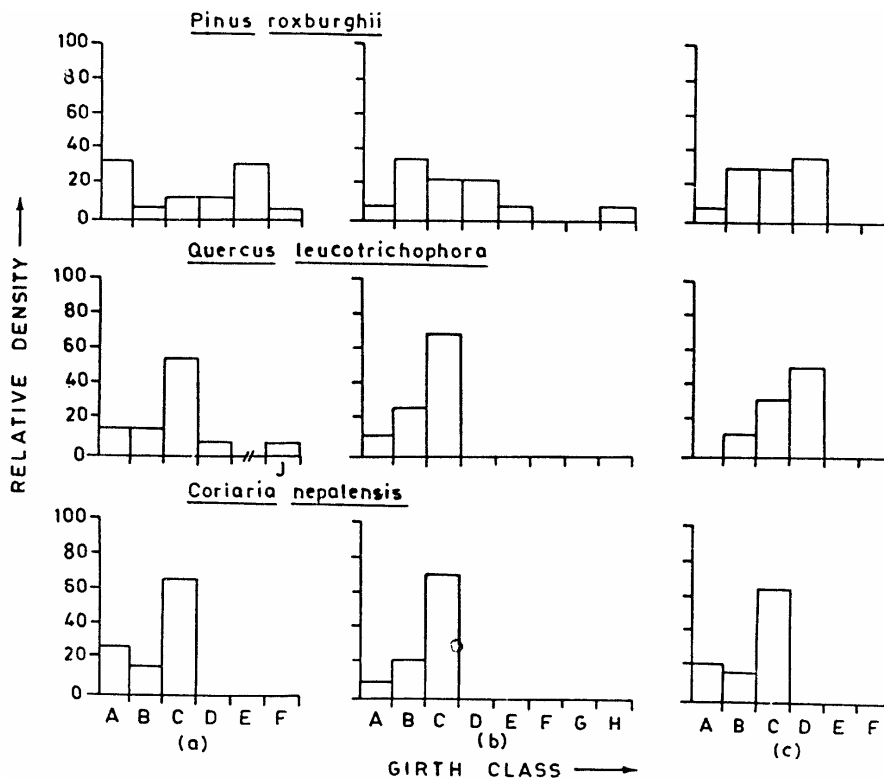 Pinus roxburghii
100
80
60
40
20
0
Quercus leucotrichophora
100
80
60
40
20
0
J
Coriaria nepalensis
100
80
60
40
20
0
A B C D E F
A B C D E F G H
A B C D E F
(a)
(b)
(c)
RELATIVE DENSITY
GIRTH CLASS